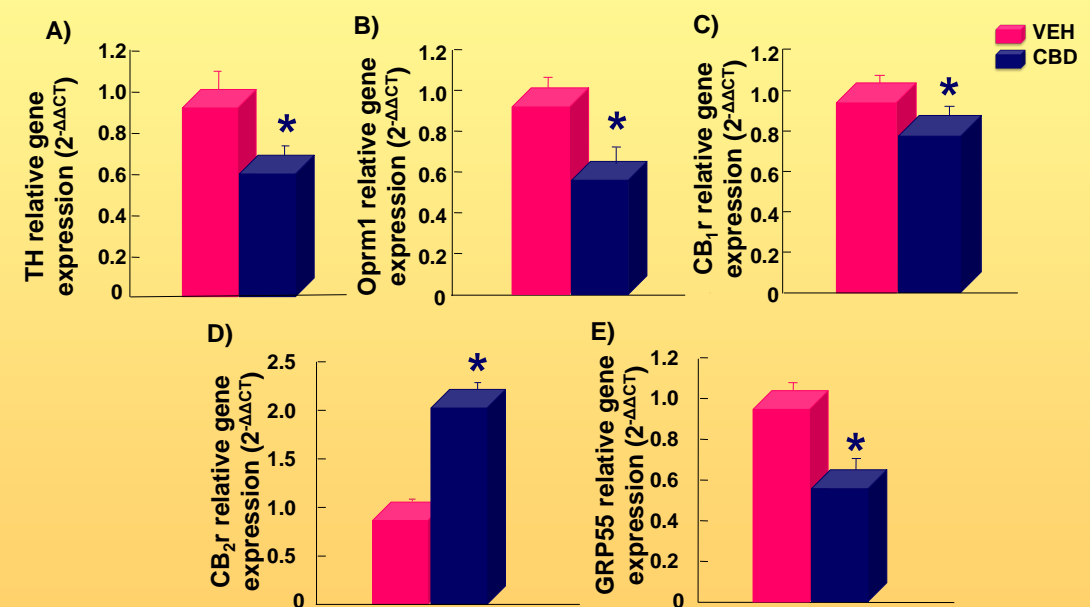 A)
TH relative gene
expression (2-ΔΔCT)
1.2
1.0
0.8
0.6
0.4
0.2
0
*
B)
Oprm1 relative gene
expression (2-ΔΔCT)
1.2
1.0
0.8
0.6
0.4
0.2
0
*
C)
CB1r relative gene
expression (2-ΔΔCT)
1.2
1.0
0.8
0.6
0.4
0.2
0
*
VEH
CBD
D)
CB2r relative gene
expression (2-ΔΔCT)
2.5
2.0
1.5
1.0
0.5
0
*
E)
GRP55 relative gene
expression (2-ΔΔCT)
1.2
1.0
0.8
0.6
0.4
0.2
0
*